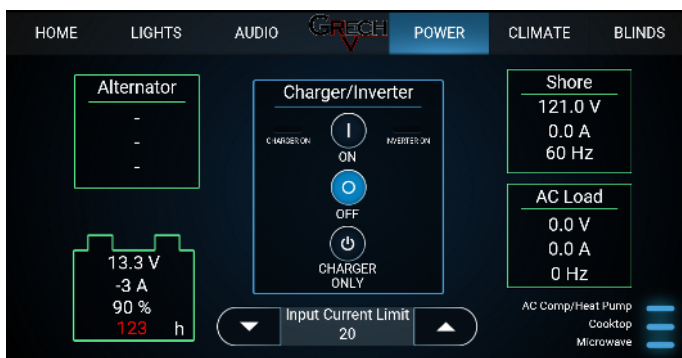 HOME LIGHTS AUDIO GRECH POWER CLIMATE BLINDS
Alternator
-
-
-
13.3 V
-3 A
90 %
123 h
Charger/Inverter
CHARGER ON
INVERTER ON
ON
OFF
CHARGER
ONLY
Input Current Limit
20
Shore
121.0 V
0.0 A
60 Hz
AC Load
0.0 V
0.0 A
0 Hz
AC Comp/Heat Pump
Cooktop
Microwave